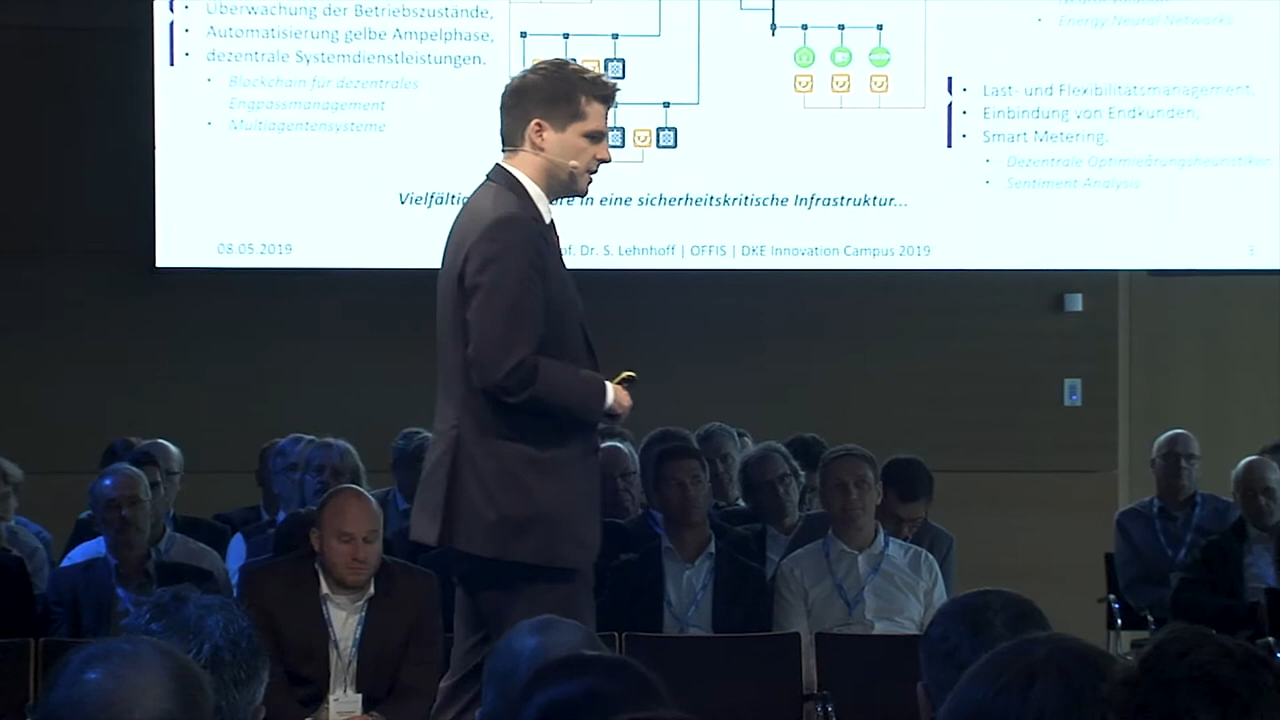 Überwachung der Betriebszustände,
Automatisierung gelbe Ampelphase,
dezentrale Systemdienstleistungen.
Blockchain für dezentrales
Engpassmanagement
Multiagentensysteme
Energy Neural Networks
Last- und Flexibilitätsmanagement,
Einbindung von Endkunden,
Smart Metering.
Dezentrale Optimierungsheuristiken
Sentiment Analysis
in eine sicherheitskritische Infrastruktur...
08.05.2019
Dr. S. Lehnhoff | OFFIS | DKE Innovation Campus 2019
3